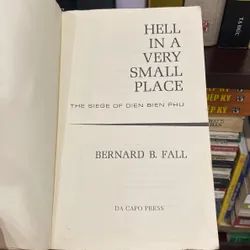 HELL
IN A
VERY
SMALL
PLACE
THE SIEGE OF DIEN BIEN PHU
BERNARD B. FALL
DA CAPO PRESS